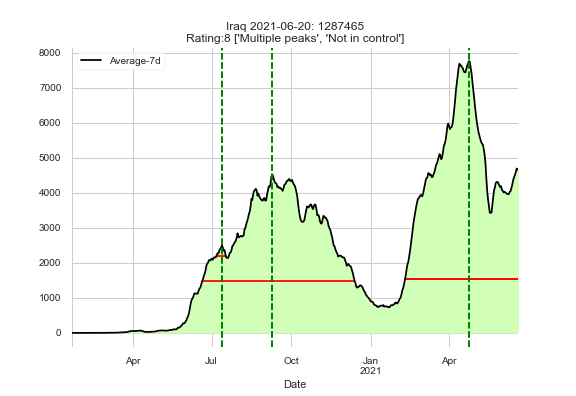 Iraq 2021-06-20: 1287465
Rating:8 ['Multiple peaks', 'Not in control']
8000
Average-7d
7000
6000
5000
4000
3000
2000
1000
0
Apr Jul Oct Jan Apr
2021
Date